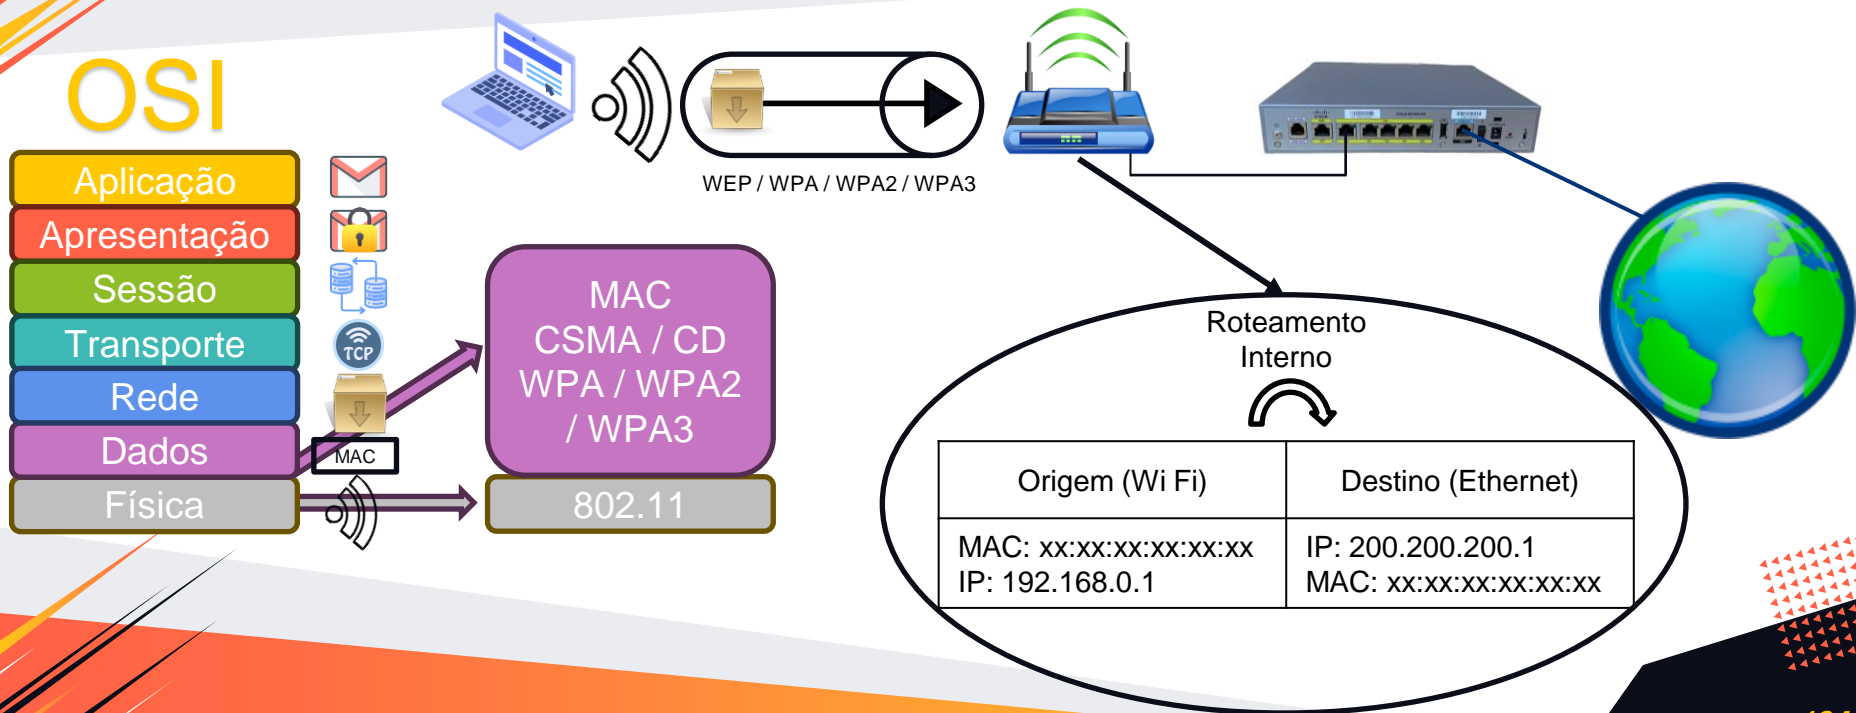 OSI
Aplicação
Apresentação
Sessão
Transporte
Rede
Dados
Física
TCP
MAC
MAC
CSMA / CD
WPA / WPA2
/ WPA3
802.11
WEP / WPA / WPA2 / WPA3
Roteamento
Interno
Origem (Wi Fi)
Destino (Ethernet)
MAC: xx:xx:xx:xx:xx:xx
IP: 192.168.0.1
IP: 200.200.200.1
MAC: xx:xx:xx:xx:xx:xx